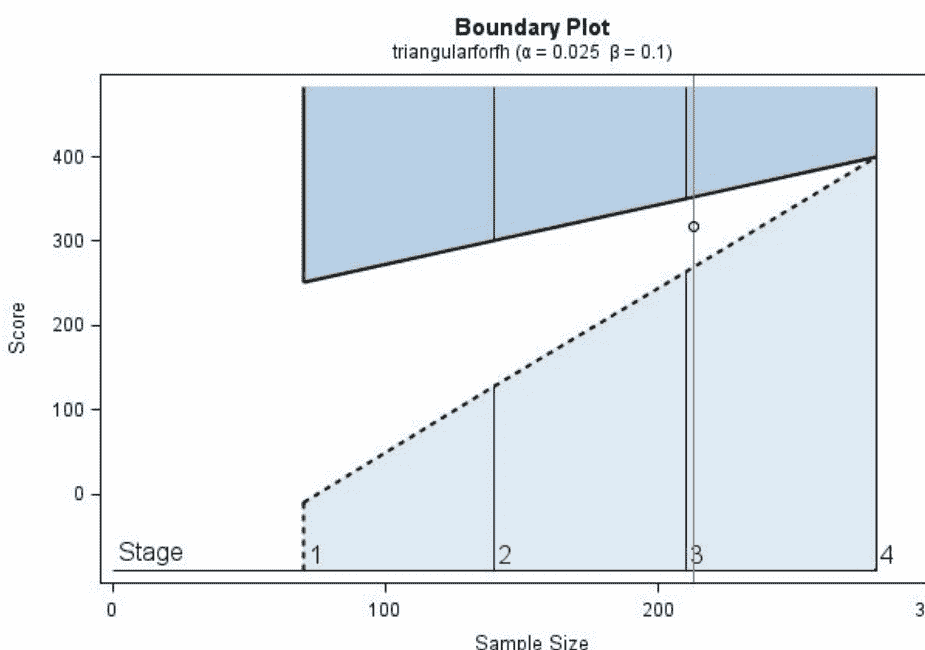 Boundary Plot
triangularforfh (α = 0.025 β = 0.1)
400
300
200
100
0
Score
Stage
1
2
3
4
0
100
200
3
Sample Size